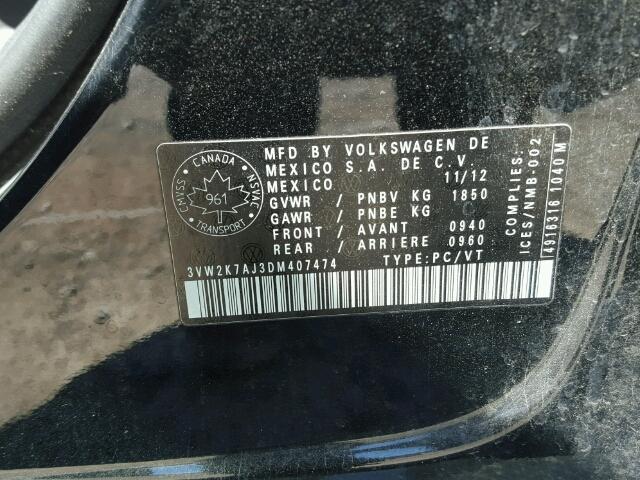 CMVSS · CANADA · NSVAC
961
TRANSPORT
MFD BY VOLKSWAGEN DE
MEXICO S.A. DE C.V.
MEXICO 11/12
GVWR / PNBV KG 1850
GAWR / PNBE KG
FRONT / AVANT 0940
REAR / ARRIERE 0960
3VW2K7AJ3DM407474 TYPE:PC/VT
COMPLIES:
ICES/NMB-002
4916316 1040 M